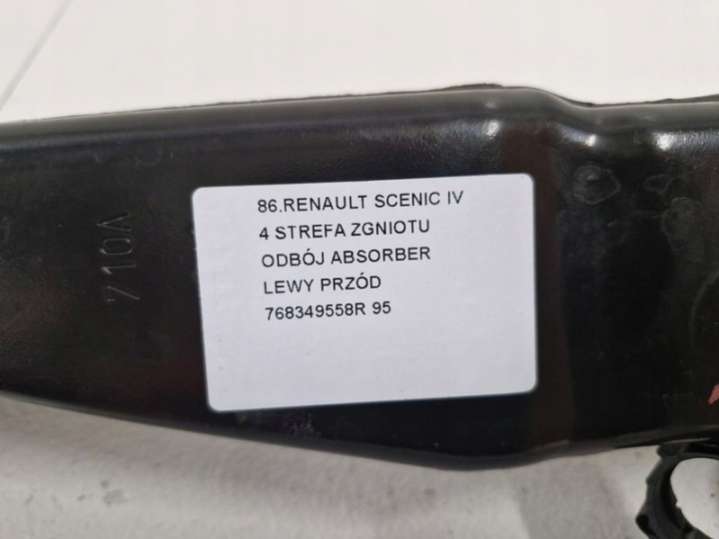 86.RENAULT SCENIC IV
4 STREFA ZGNIOTU
ODBÓJ ABSORBER
LEWY PRZÓD
768349558R 95
710A